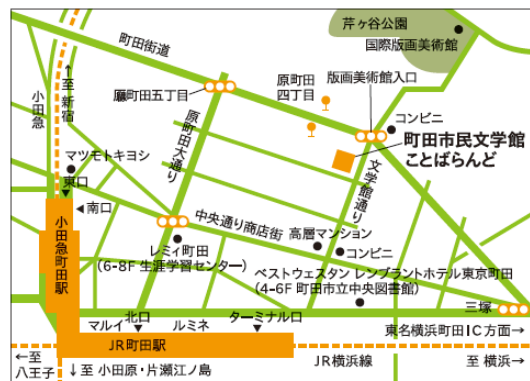 芹ヶ谷公園
国際版画美術館
町田街道
↑至新宿
小田急
原町田五丁目
原町田
四丁目
版画美術館入口
コンビニ
町田市民文学館
ことばらんど
原町田大通り
文学館通り
マツモトキヨシ
東口
南口
小田急町田駅
中央通り商店街
高層マンション
コンビニ
レミィ町田
(6-8F 生涯学習センター)
ベストウェスタン レンブラントホテル東京町田
(4-6F 町田市立中央図書館)
三塚
北口
マルイ
ルミネ
ターミナル口
東名横浜町田IC方面→
JR町田駅
←至
八王子
↓至 小田原・片瀬江ノ島
JR横浜線
至 横浜→